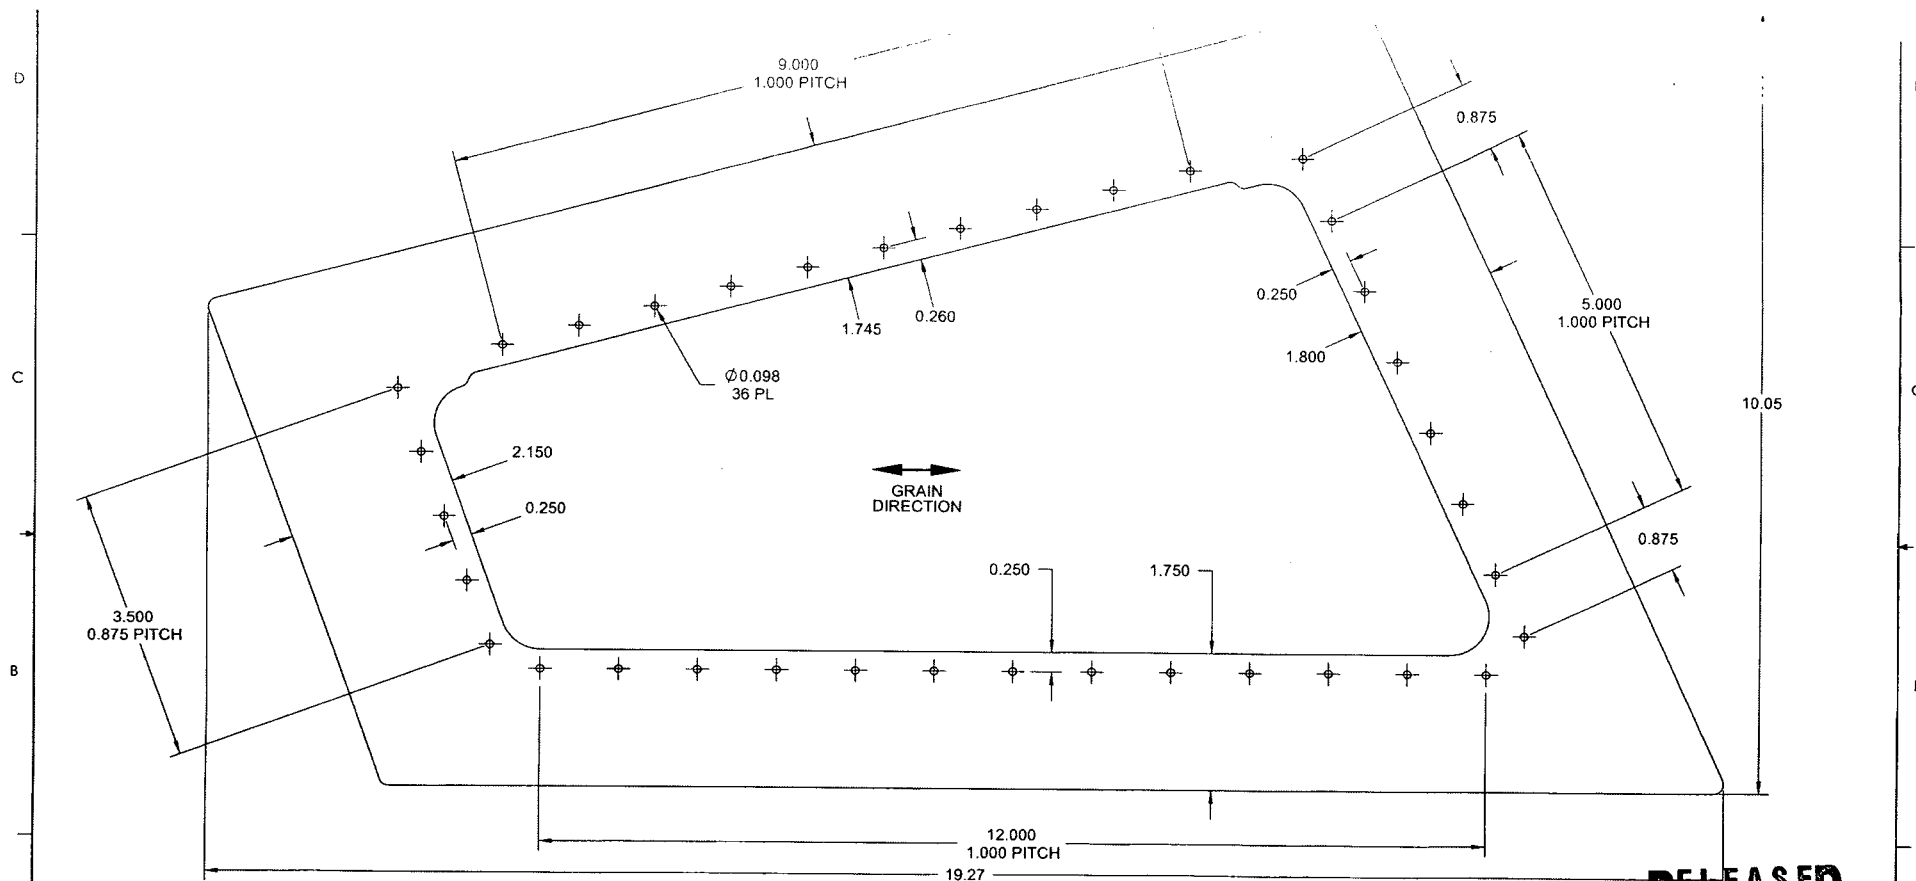 D
9.000
1.000 PITCH
0.875
0.250
5.000
1.000 PITCH
1.745
0.260
1.800
C
Ø0.098
36 PL
10.05
2.150
GRAIN
DIRECTION
0.250
0.875
0.250
1.750
3.500
0.875 PITCH
B
12.000
1.000 PITCH
19.27
RELEASED